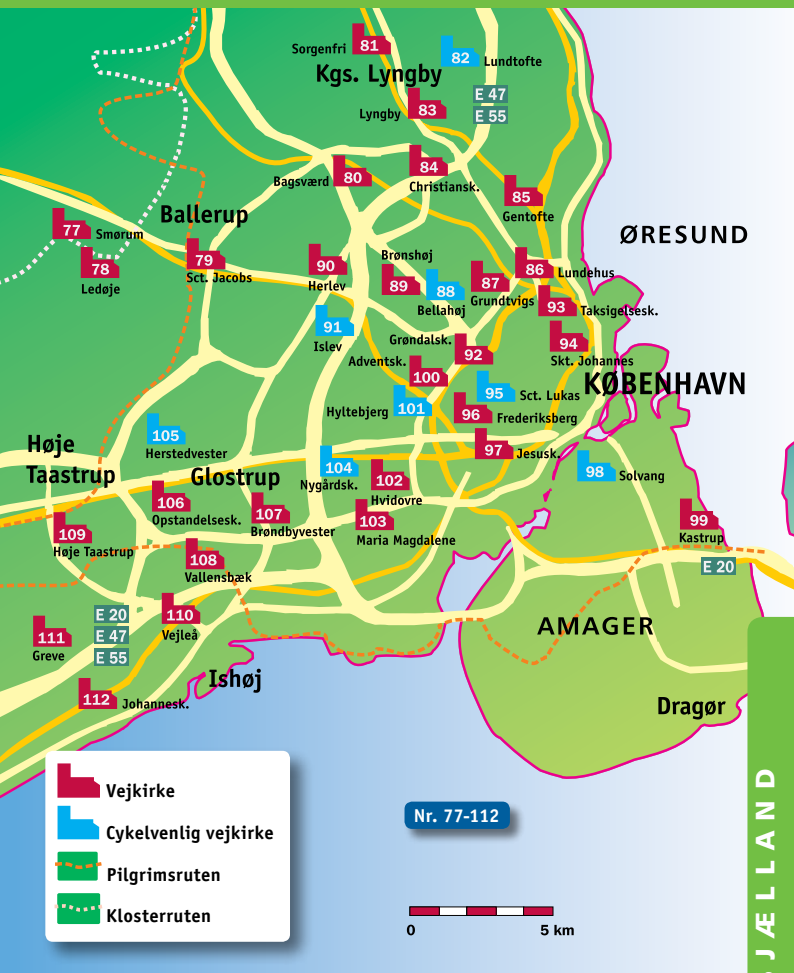 Sorgenfri 81
82 Lundtofte
Kgs. Lyngby
E 47
E 55
Lyngby 83
84
Christiansk.
Bagsværd 80
85
Gentofte
Ballerup
77 Smørum
78
Ledøje
79
Sct. Jacobs
ØRESUND
90
Herlev
Brønshøj
89
88
Bellahøj
87
Grundtvigs
86 Lundehus
93 Taksigelsesk.
91
Islev
Grøndalsk.
92
94
Skt. Johannes
Adventsk.
100
KØBENHAVN
Hyltebjerg 101
95 Sct. Lukas
96 Frederiksberg
105
Herstedvester
Høje
Taastrup
97 Jesusk.
98 Solvang
Glostrup
104
Nygårdsk.
102
Hvidovre
106
Opstandelsesk.
107
Brøndbyvester
103
Maria Magdalene
99
Kastrup
109
Høje Taastrup
108
Vallensbæk
E 20
110
Vejleå
E 20
E 47
E 55
111
Greve
AMAGER
Ishøj
112 Johannesk.
Dragør
Vejkirke
Cykelvenlig vejkirke
Pilgrimsruten
Klosterruten
Nr. 77-112
0 5 km
JÆLLAND